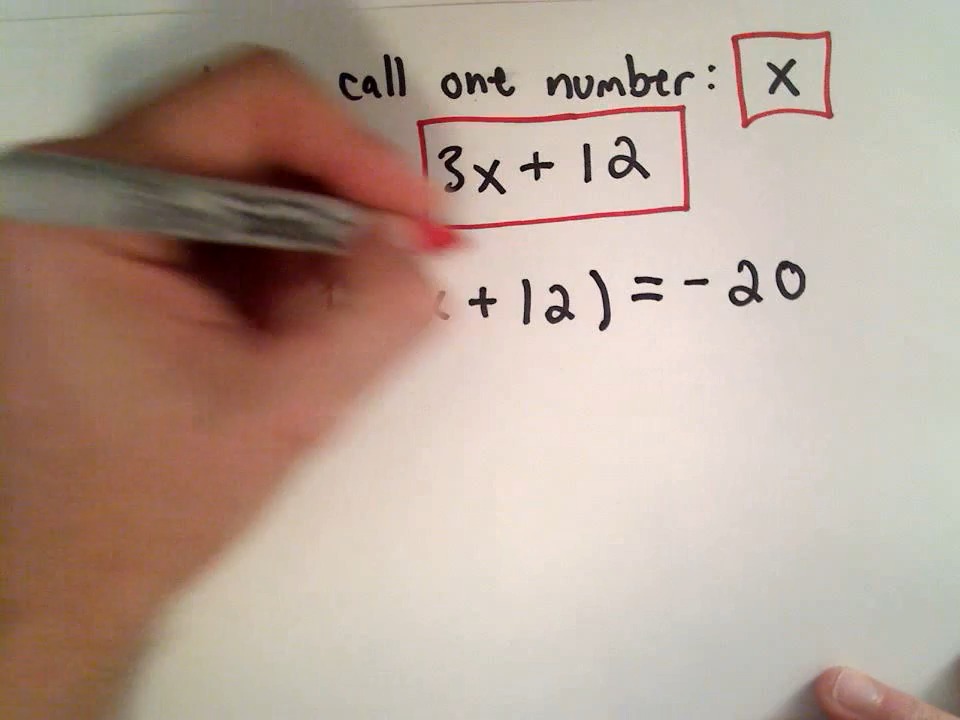 call one number: x
3x + 12
+ 12) = - 20